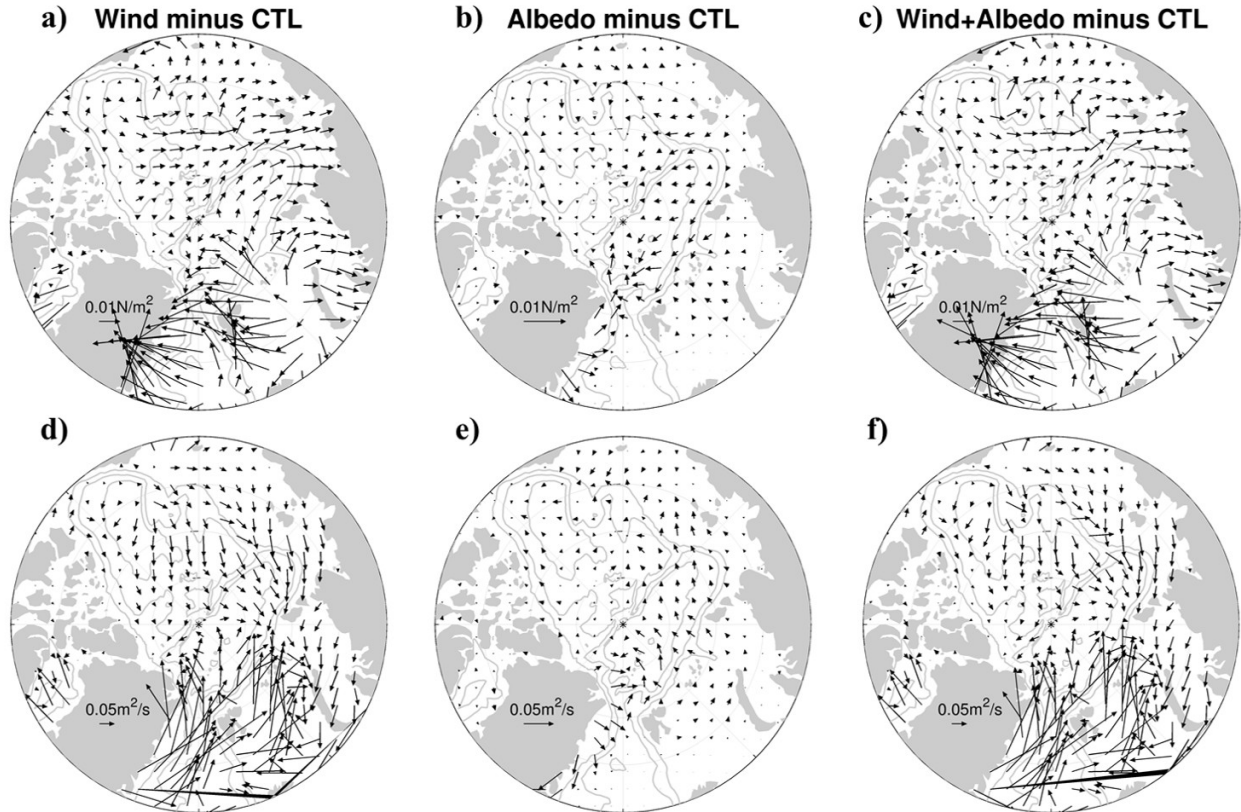 a) Wind minus CTL
b) Albedo minus CTL
c) Wind+Albedo minus CTL
0.01N/m²
0.01N/m²
0.01N/m²
d)
e)
f)
0.05m²/s
0.05m²/s
0.05m²/s